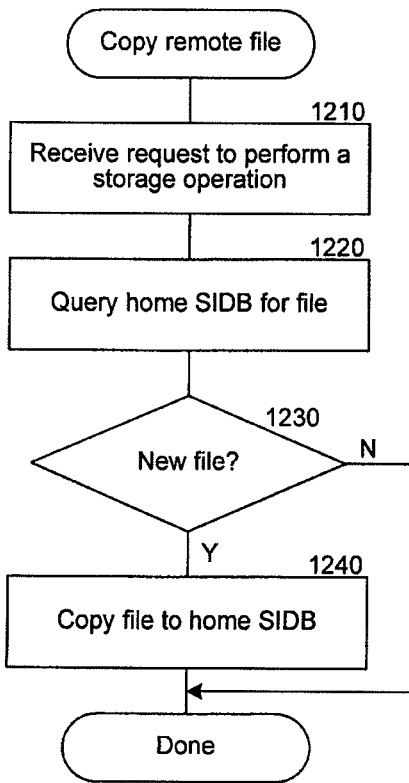 Copy remote file
1210
Receive request to perform a
storage operation
1220
Query home SIDB for file
1230
New file?
N
Y
1240
Copy file to home SIDB
Done